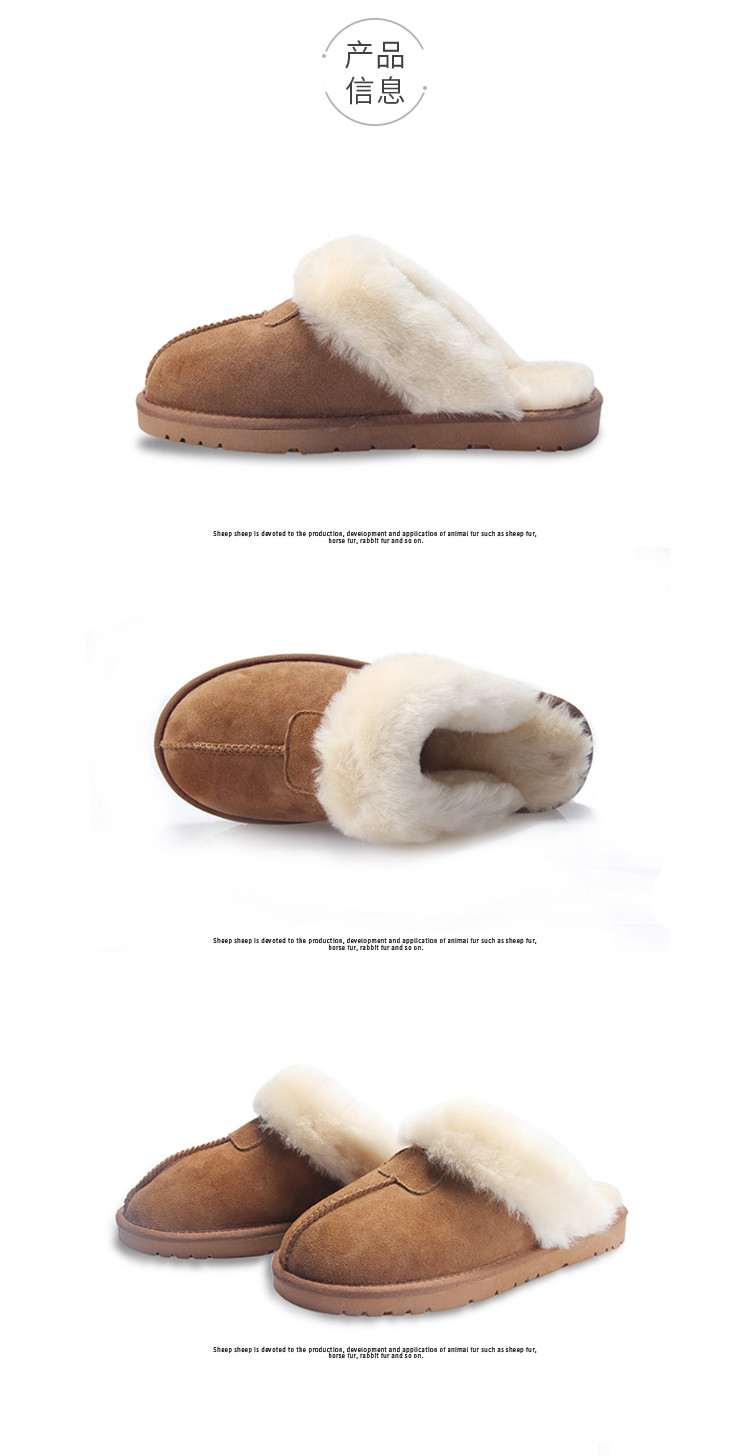 产品
信息
Sheep sheep is devoted to the production, development and application of animal fur such as sheep fur,
horse fur, rabbit fur and so on.
Sheep sheep is devoted to the production, development and application of animal fur such as sheep fur,
horse fur, rabbit fur and so on.
Sheep sheep is devoted to the production, development and application of animal fur such as sheep fur,
horse fur, rabbit fur and so on.